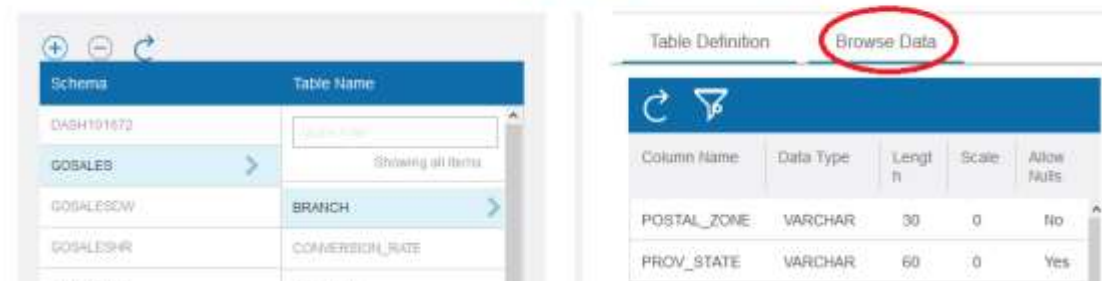 Schema Table Name
DASH101672
Showing all items
GOSALES
GOSALESDW BRANCH
GOSALESHR CONVERSION_RATE
Table Definition Browse Data
Column Name Data Type Lengt
h Scale Allow
Nulls
POSTAL_ZONE VARCHAR 30 0 No
PROV_STATE VARCHAR 60 0 Yes